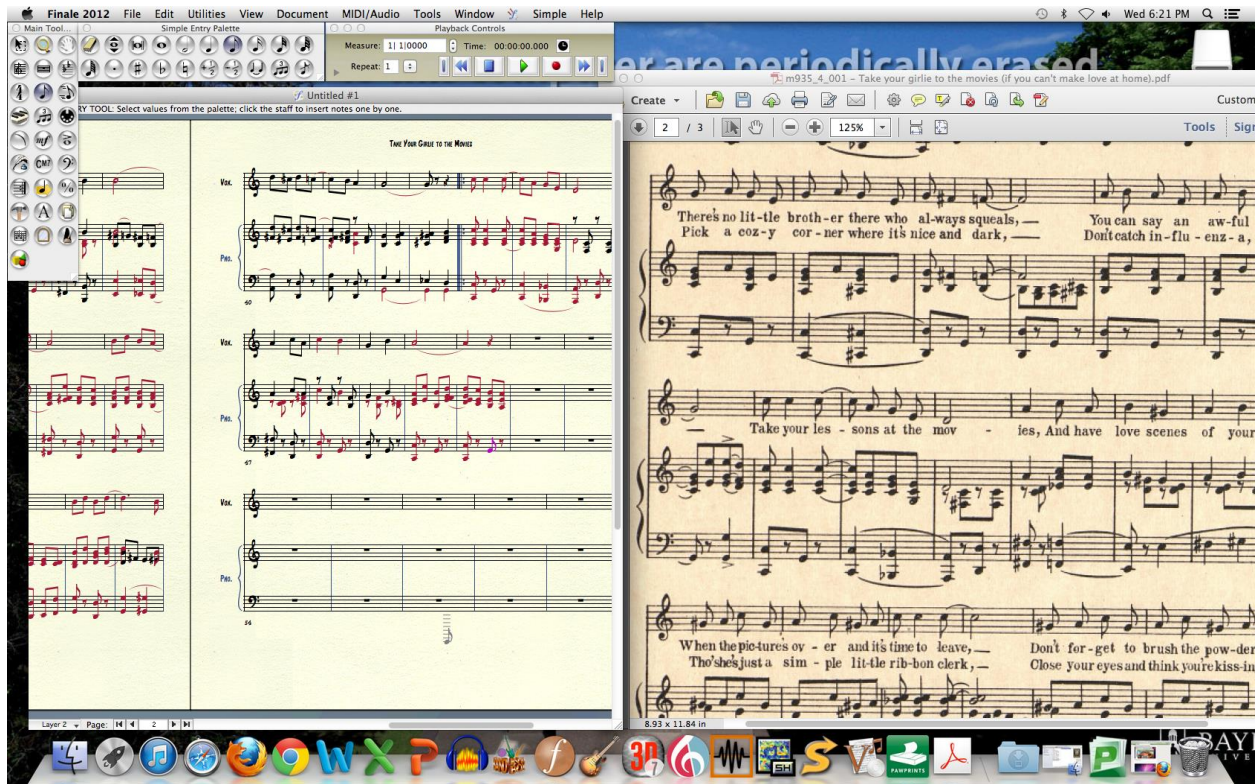 Finale 2012 File Edit Utilities View Document MIDI/Audio Tools Window Simple Help Wed 6:21 PM
Main Tool...
Simple Entry Palette
Playback Controls
Measure: 1| 1|0000 Time: 00:00:00.000
Repeat: 1
er are periodically erased
Untitled #1
RY TOOL: Select values from the palette; click the staff to insert notes one by one.
CM7
A
Take Your Girlie to the Movies
Vox.
Pno.
60
Vox.
Pno.
67
Vox.
Pno.
56
Layer 2 Page: 2
m935_4_001 – Take your girlie to the movies (if you can't make love at home).pdf
Create Custom
2 / 3 125% Tools Sign
There's no lit-tle broth-er there who al-ways squeals, You can say an aw-ful
Pick a coz-y cor-ner where it's nice and dark, Don't catch in-flu-enz-a,
Take your les-sons at the mov-ies, And have love scenes of your
When the pic-tures ov-er and it's time to leave, Don't for-get to brush the pow-der
Tho' she's just a sim-ple lit-tle rib-bon clerk, Close your eyes and think you're kiss-in
8.93 x 11.84 in
3D
7
SH
PAWPRINTS
BAY